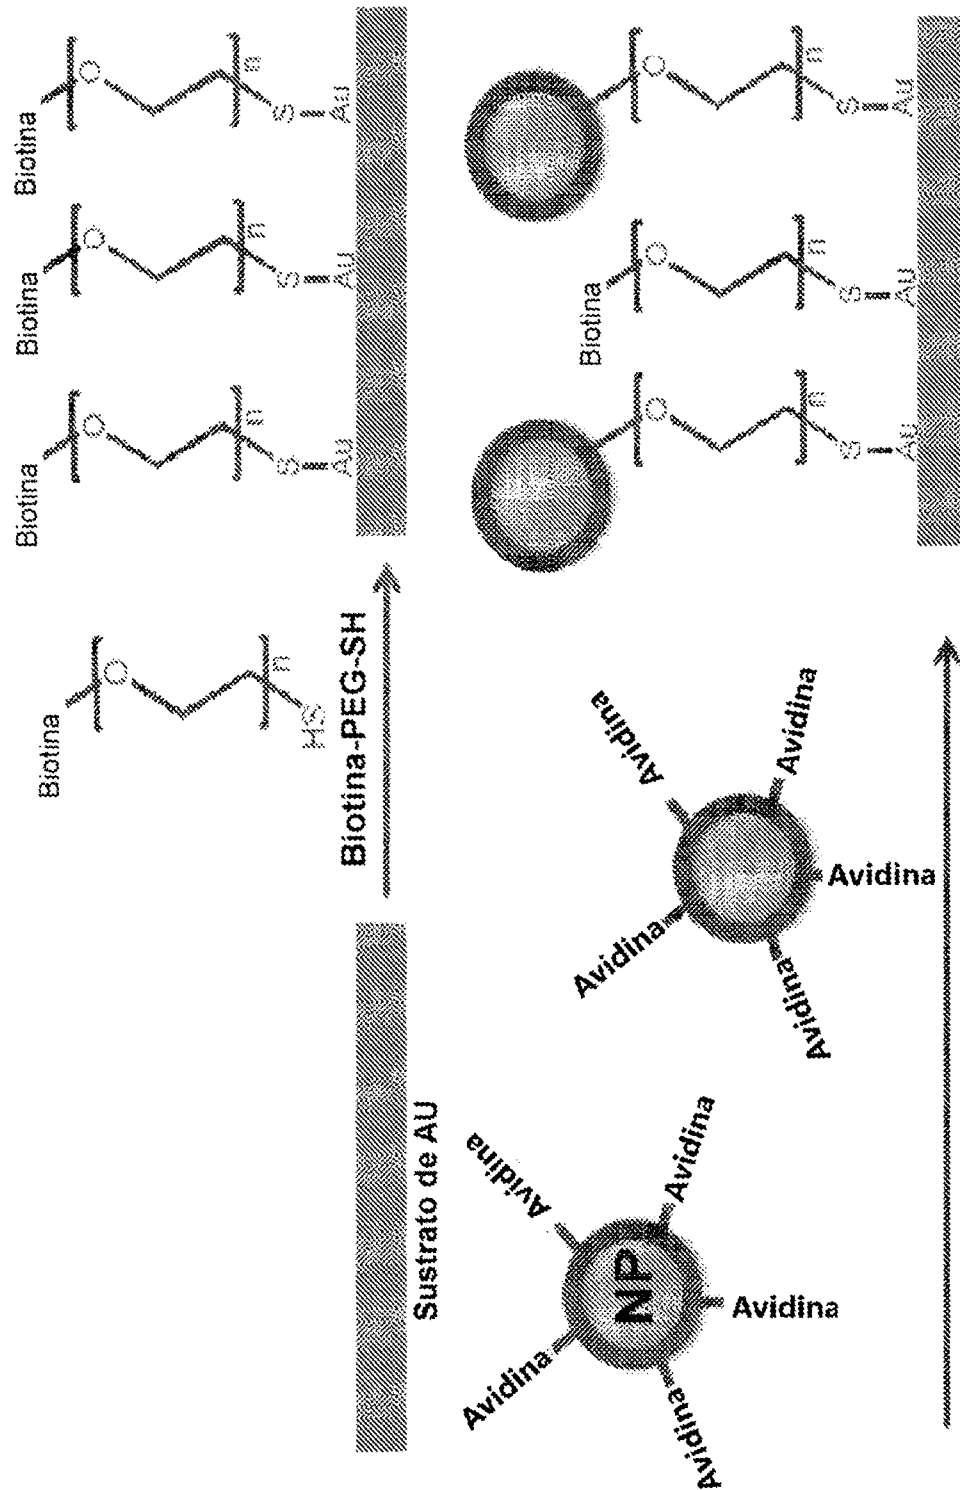 Biotina Biotina Biotina
Biotina
O O O
O
n n n
n
S S S
HS
Au Au Au
Biotina-PEG-SH
Sustrato de AU
Avidina
Avidina
NP
Avidina
Avidina
Avidina
Avidina
Avidina
Avidina
Avidina
Avidina
Biotina
O O O
n n n
S S S
Au Au Au